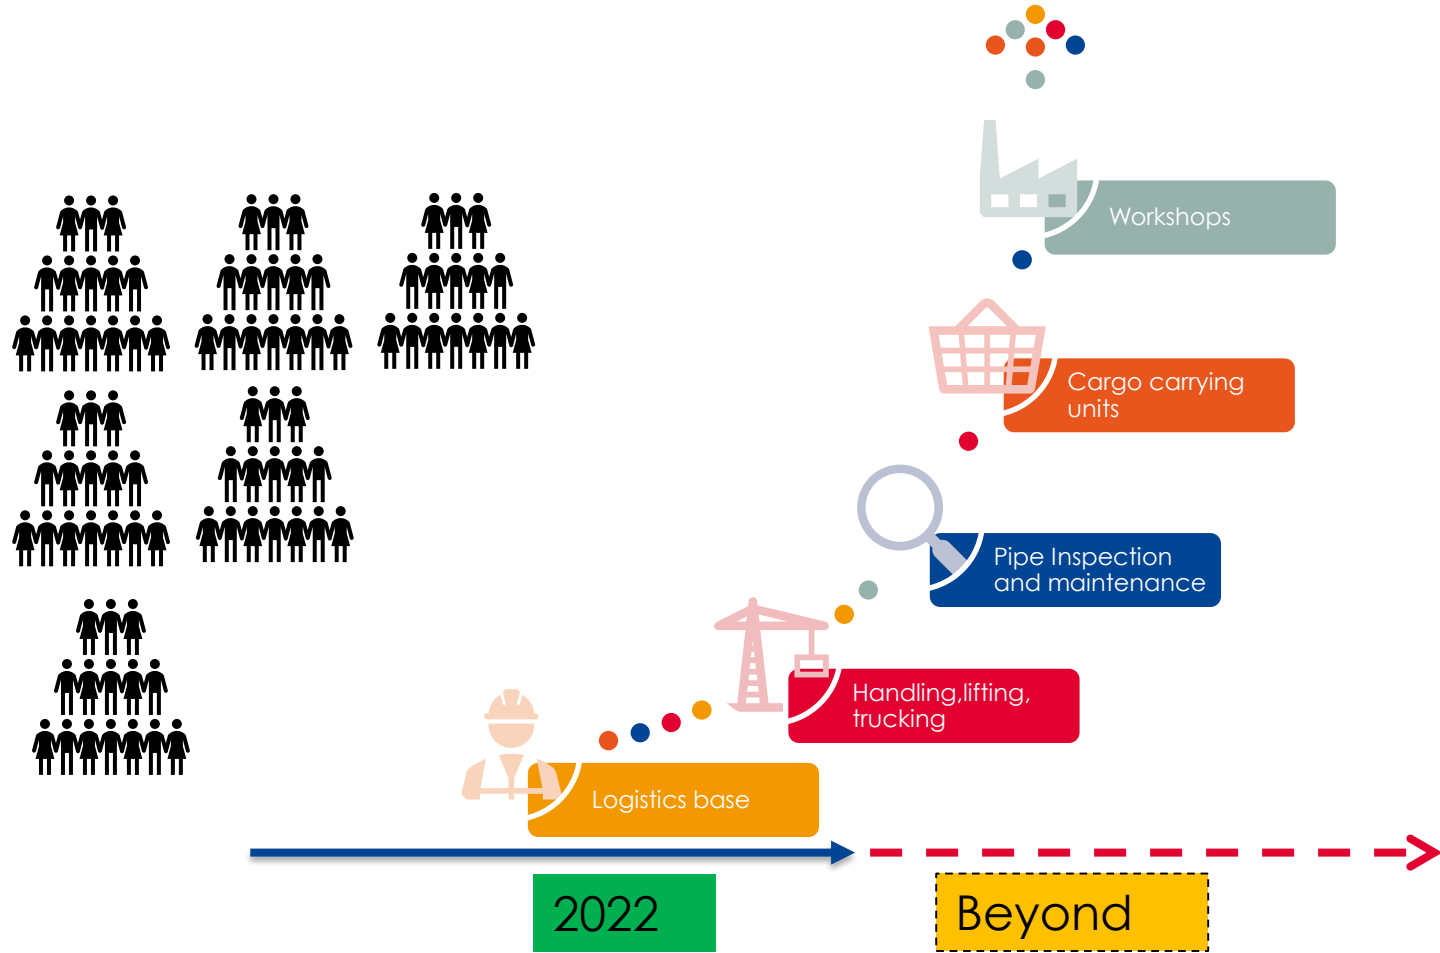 Workshops
Cargo carrying
units
Pipe Inspection
and maintenance
Handling,lifting,
trucking
Logistics base
2022
Beyond